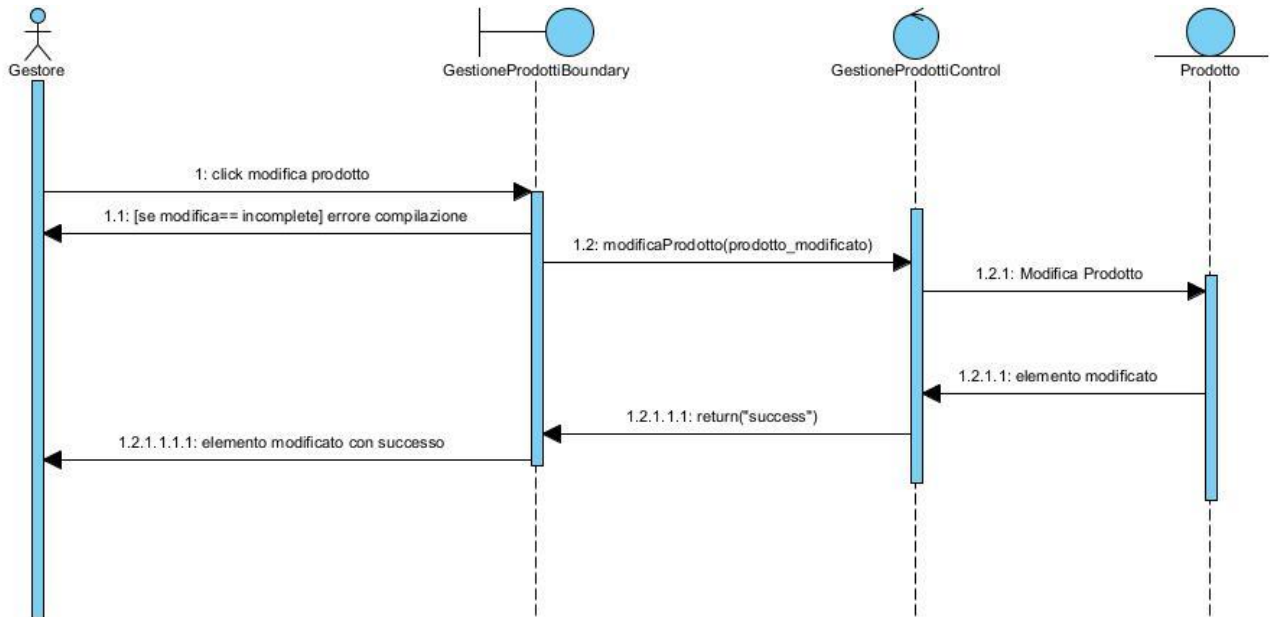 Gestore
GestioneProdottiBoundary
GestioneProdottiControl
Prodotto
1: click modifica prodotto
1.1: [se modifica== incomplete] errore compilazione
1.2: modificaProdotto(prodotto_modificato)
1.2.1: Modifica Prodotto
1.2.1.1: elemento modificato
1.2.1.1.1: return("success")
1.2.1.1.1.1: elemento modificato con successo